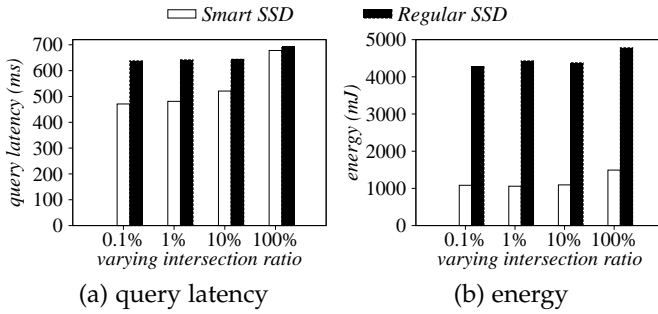 Smart SSD Regular SSD
query latency (ms)
700
600
500
400
300
200
100
0
0.1% 1% 10% 100%
varying intersection ratio
(a) query latency
energy (mJ)
5000
4000
3000
2000
1000
0
0.1% 1% 10% 100%
varying intersection ratio
(b) energy